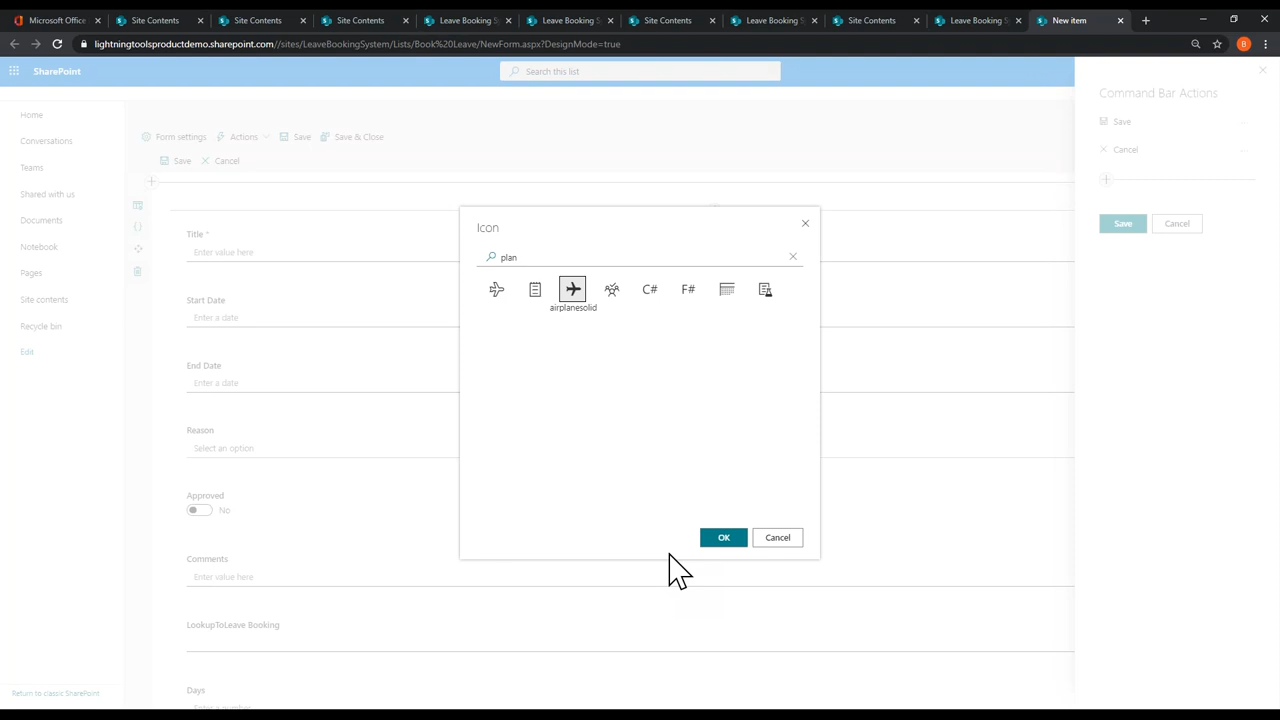 Microsoft Office
Site Contents
Site Contents
Site Contents
Leave Booking S
Leave Booking S
Site Contents
Leave Booking S
Site Contents
Leave Booking S
New item
lightningtoolsproductdemo.sharepoint.com/sites/LeaveBookingSystem/Lists/Book%20Leave/NewForm.aspx?DesignMode=true
B
SharePoint
Search this list
Home
Conversations
Teams
Shared with us
Documents
Notebook
Pages
Site contents
Recycle bin
Edit
Return to classic SharePoint
Form settings
Actions
Save
Save & Close
Save
Cancel
Title *
Enter value here
Start Date
Enter a date
End Date
Enter a date
Reason
Select an option
Approved
No
Comments
Enter value here
LookupToLeave Booking
Days
Enter a number
Icon
plan
C#
F#
airplanesolid
OK
Cancel
Command Bar Actions
Save
Cancel
Save
Cancel